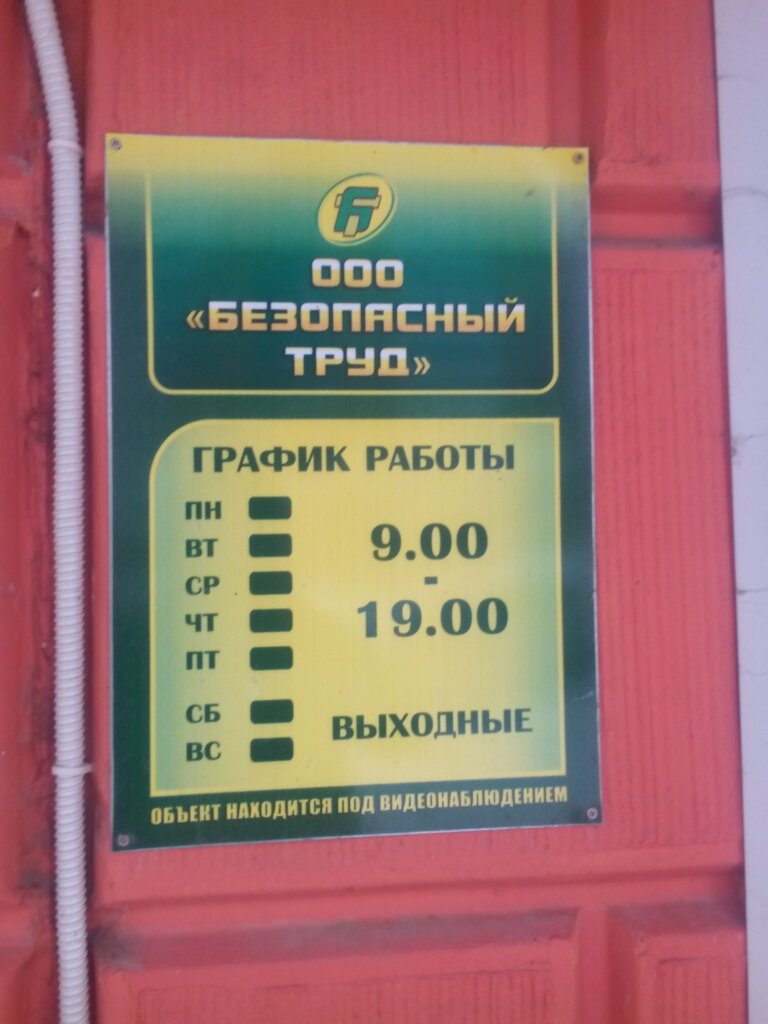 ООО
«БЕЗОПАСНЫЙ
ТРУД»
ГРАФИК РАБОТЫ
ПН
ВТ
СР
ЧТ
ПТ
9.00
-
19.00
СБ
ВС
ВЫХОДНЫЕ
ОБЪЕКТ НАХОДИТСЯ ПОД ВИДЕОНАБЛЮДЕНИЕМ